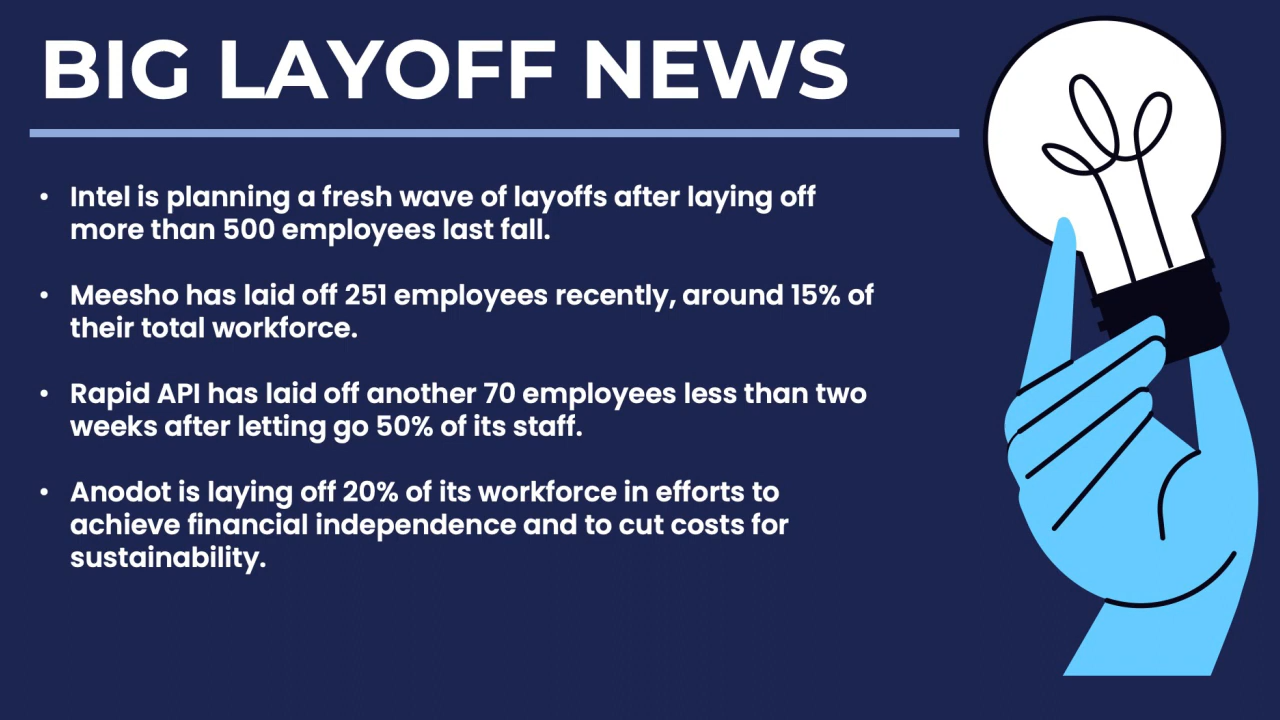 BIG LAYOFF NEWS
• Intel is planning a fresh wave of layoffs after laying off
more than 500 employees last fall.
• Meesho has laid off 251 employees recently, around 15% of
their total workforce.
• Rapid API has laid off another 70 employees less than two
weeks after letting go 50% of its staff.
• Anodot is laying off 20% of its workforce in efforts to
achieve financial independence and to cut costs for
sustainability.